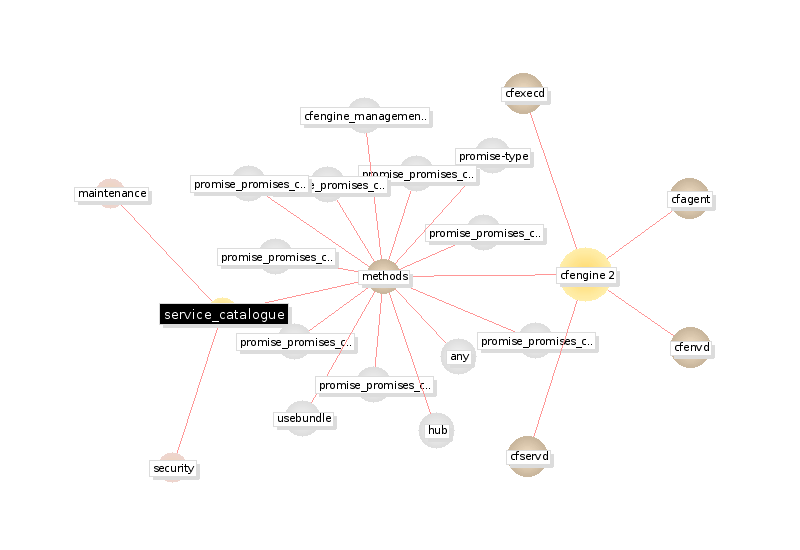 cfexecd
cfengine_managemen..
promise-type
promise_promises_c..
promise_promises_c..
e_promises_c..
maintenance
cfagent
promise_promises_c..
promise_promises_c..
methods
cfengine 2
service_catalogue
promise_promises_c..
promise_promises_c..
cfenvd
any
promise_promises_c..
usebundle
hub
cfservd
security